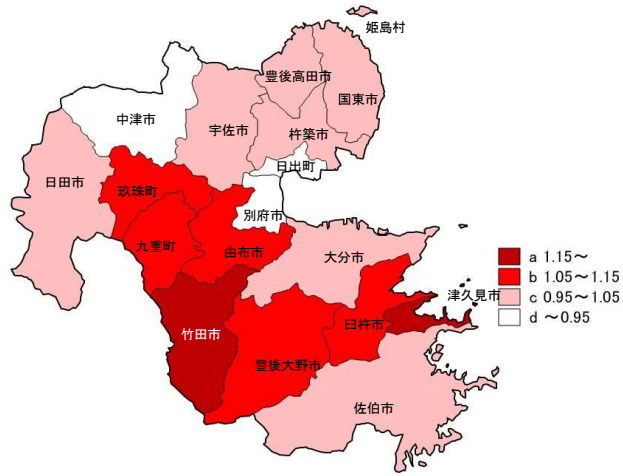 姫島村
豊後高田市
国東市
中津市
宇佐市
杵築市
日出町
日田市
玖珠町
別府市
九重町
由布市
大分市
a 1.15～
b 1.05～1.15
津久見市
c 0.95～1.05
d ～0.95
竹田市
臼杵市
豊後大野市
佐伯市